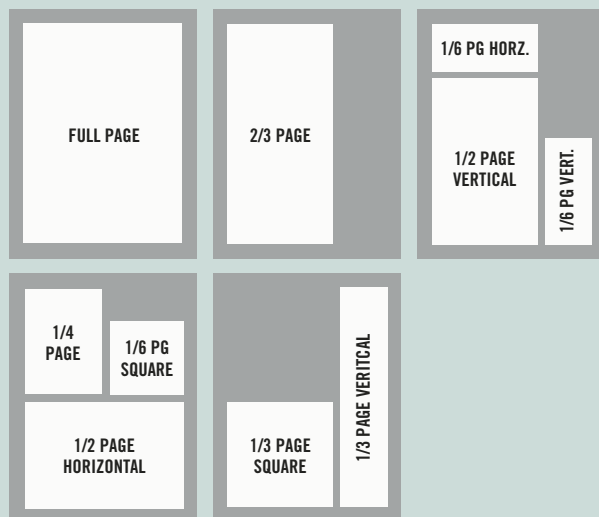 FULL PAGE
2/3 PAGE
1/6 PG HORZ.
1/2 PAGE
VERTICAL
1/6 PG VERT.
1/4
PAGE
1/6 PG
SQUARE
1/2 PAGE
HORIZONTAL
1/3 PAGE
SQUARE
1/3 PAGE VERITCAL